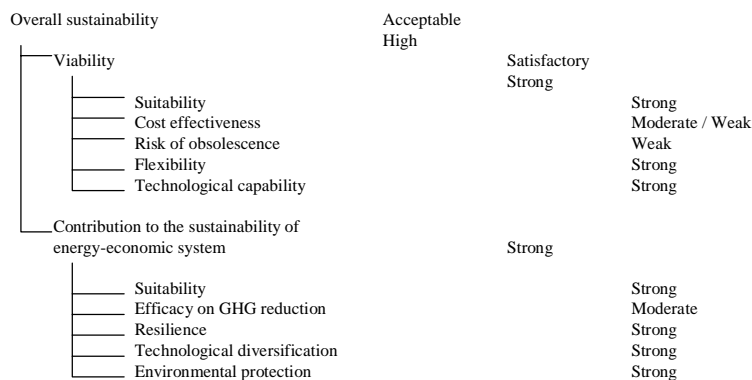 Overall sustainability Acceptable
High
Viability Satisfactory
Strong
Suitability Strong
Cost effectiveness Moderate / Weak
Risk of obsolescence Weak
Flexibility Strong
Technological capability Strong
Contribution to the sustainability of
energy-economic system Strong
Suitability Strong
Efficacy on GHG reduction Moderate
Resilience Strong
Technological diversification Strong
Environmental protection Strong